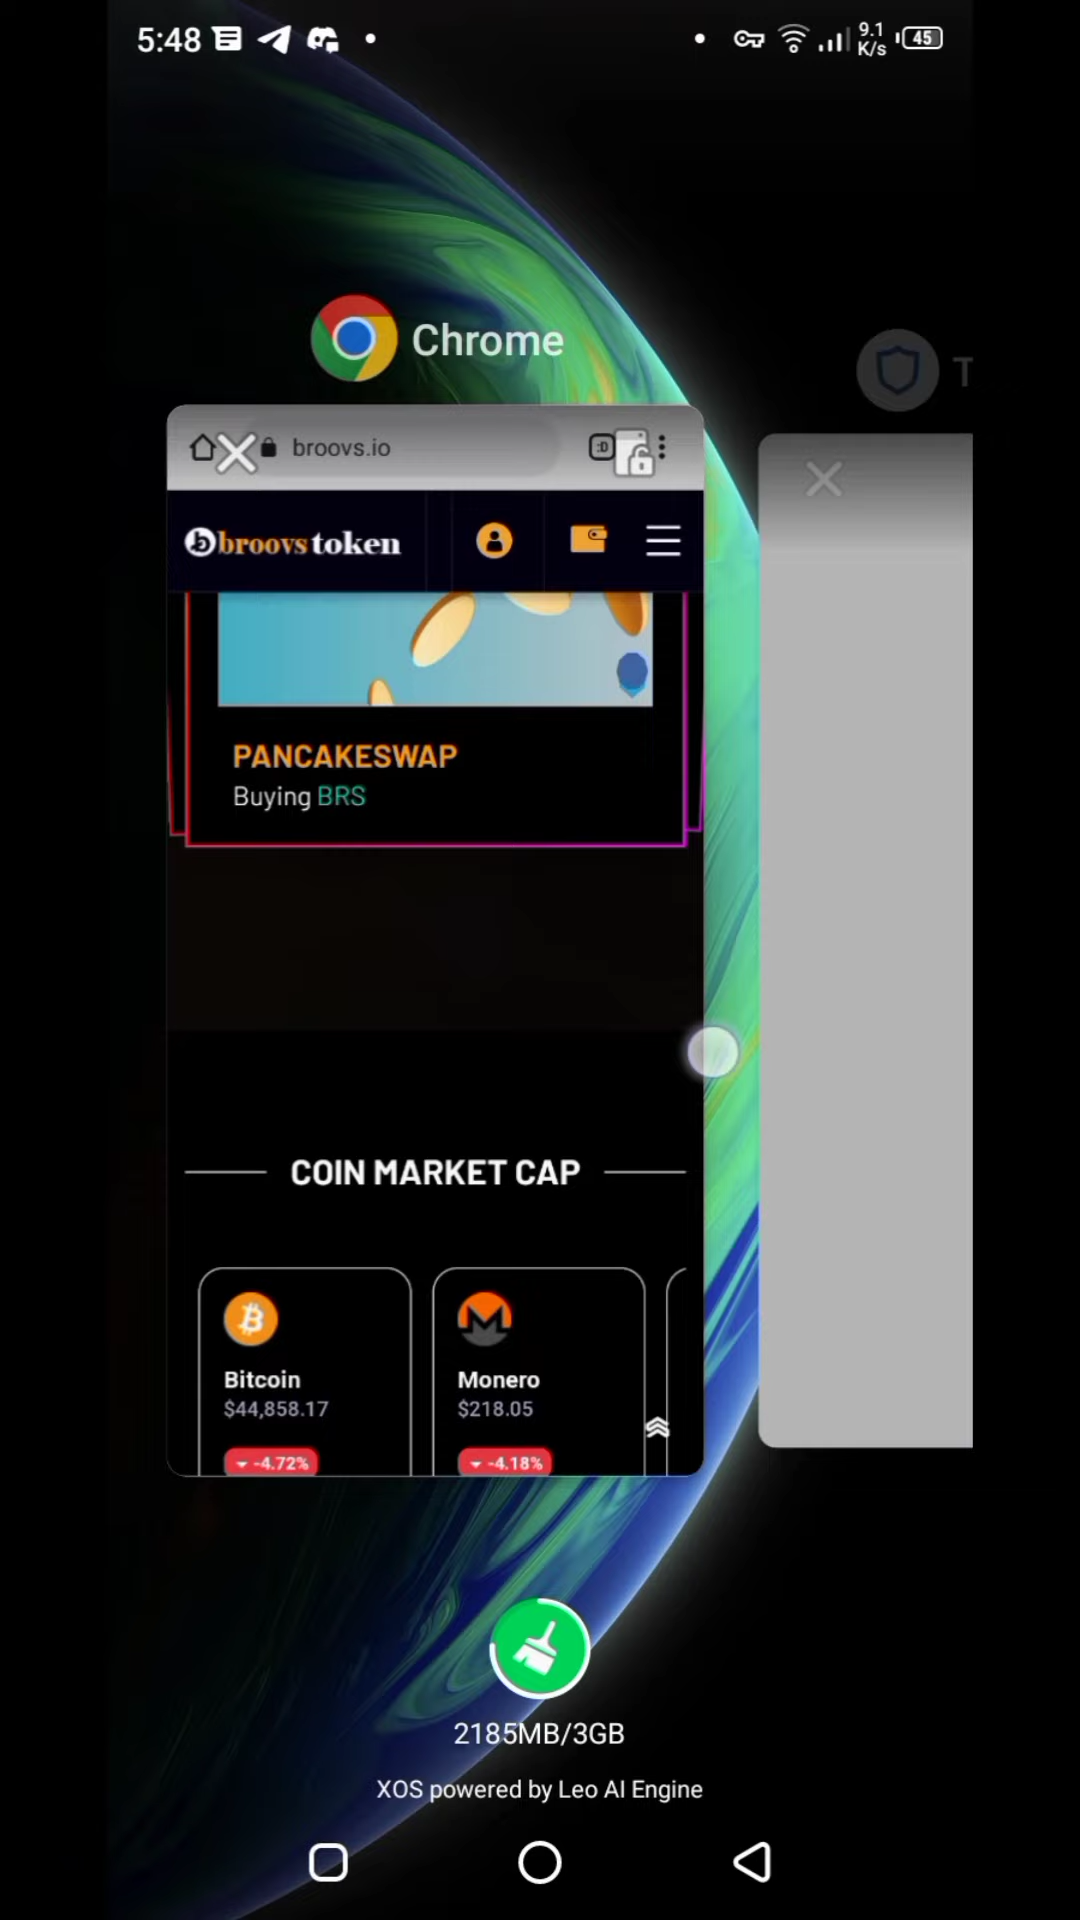 5:48
9.1
K/s
45
Chrome
T
broovs.io
:D
broovs token
PANCAKESWAP
Buying BRS
COIN MARKET CAP
Bitcoin
$44,858.17
-4.72%
Monero
$218.05
-4.18%
2185MB/3GB
XOS powered by Leo AI Engine